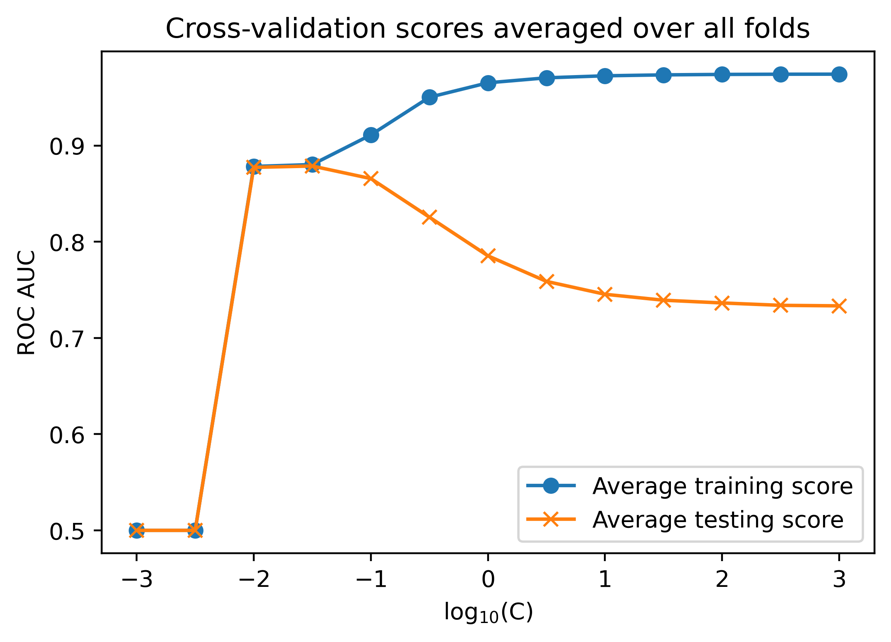 Cross-validation scores averaged over all folds
ROC AUC
0.9
0.8
0.7
0.6
0.5
Average training score
Average testing score
−3 −2 −1 0 1 2 3
log₁₀(C)